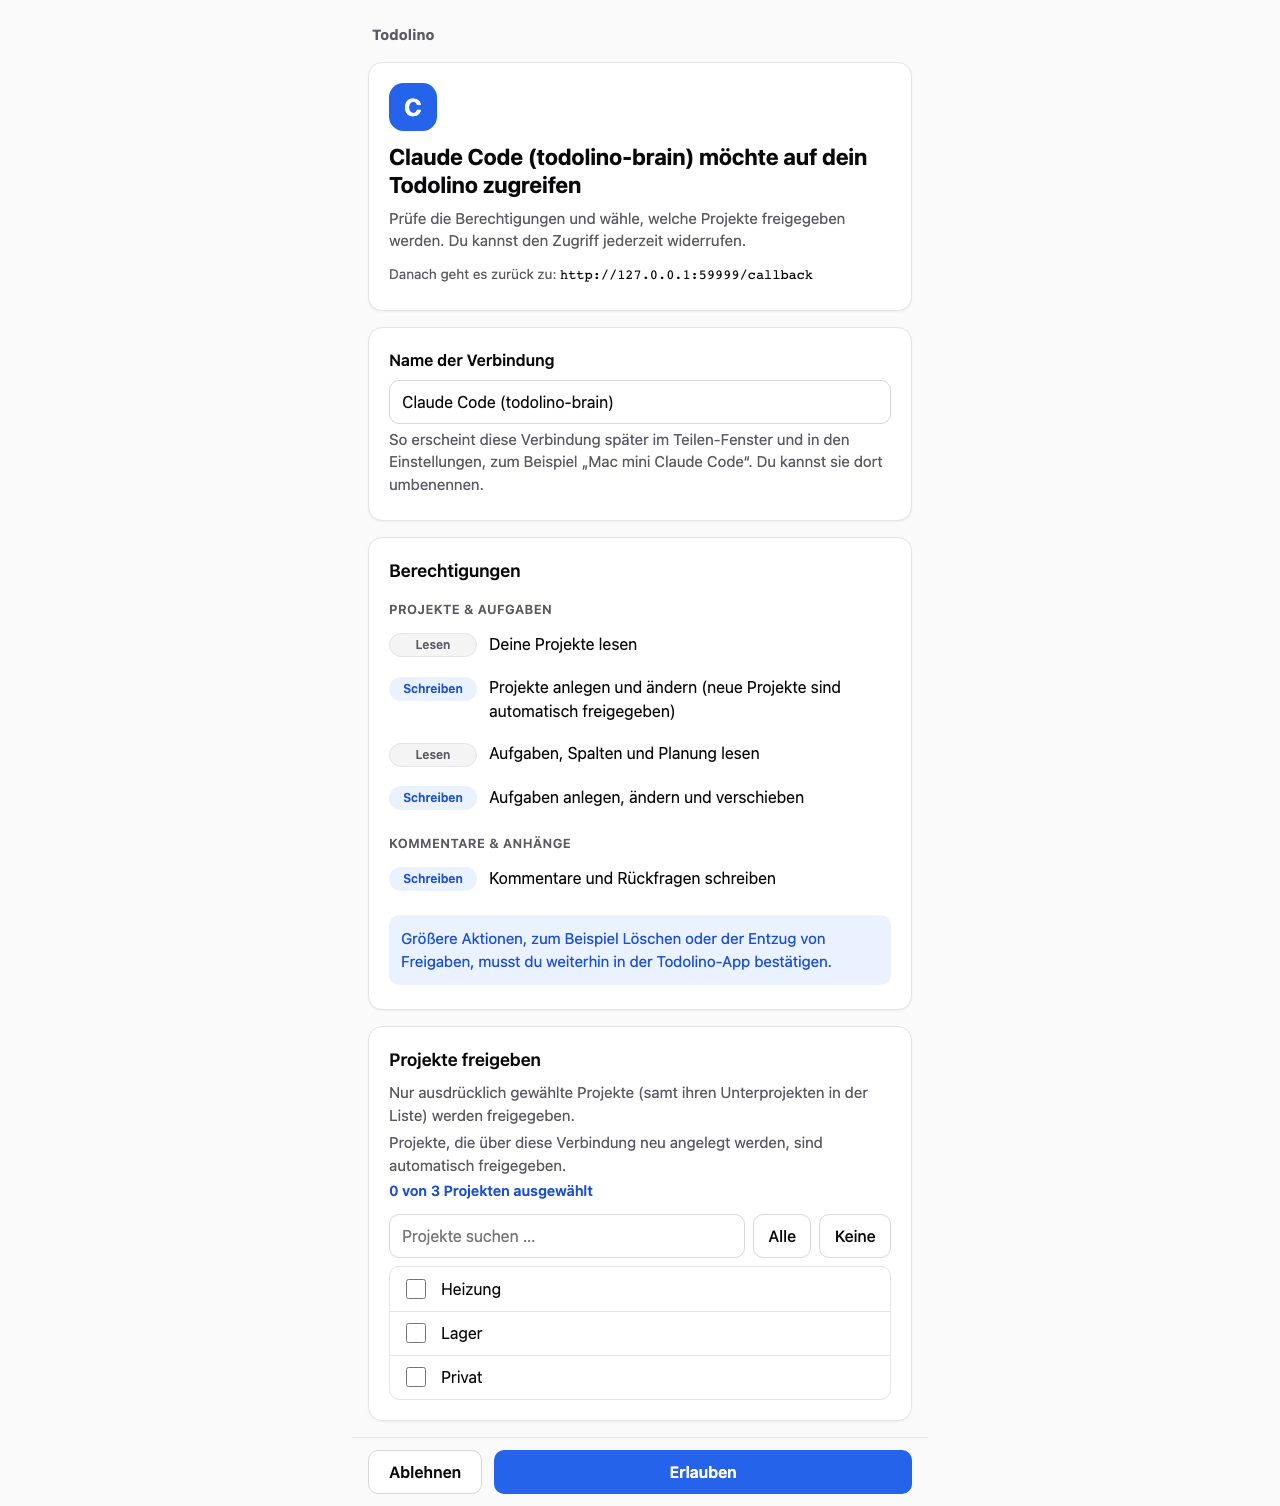 Todolino
C
Claude Code (todolino-brain) möchte auf dein
Todolino zugreifen
Prüfe die Berechtigungen und wähle, welche Projekte freigegeben
werden. Du kannst den Zugriff jederzeit widerrufen.
Danach geht es zurück zu: http://127.0.0.1:59999/callback
Name der Verbindung
Claude Code (todolino-brain)
So erscheint diese Verbindung später im Teilen-Fenster und in den
Einstellungen, zum Beispiel „Mac mini Claude Code“. Du kannst sie dort
umbenennen.
Berechtigungen
PROJEKTE & AUFGABEN
Lesen Deine Projekte lesen
Schreiben Projekte anlegen und ändern (neue Projekte sind
automatisch freigegeben)
Lesen Aufgaben, Spalten und Planung lesen
Schreiben Aufgaben anlegen, ändern und verschieben
KOMMENTARE & ANHÄNGE
Schreiben Kommentare und Rückfragen schreiben
Größere Aktionen, zum Beispiel Löschen oder der Entzug von
Freigaben, musst du weiterhin in der Todolino-App bestätigen.
Projekte freigeben
Nur ausdrücklich gewählte Projekte (samt ihren Unterprojekten in der
Liste) werden freigegeben.
Projekte, die über diese Verbindung neu angelegt werden, sind
automatisch freigegeben.
0 von 3 Projekten ausgewählt
Projekte suchen … Alle Keine
Heizung
Lager
Privat
Ablehnen Erlauben